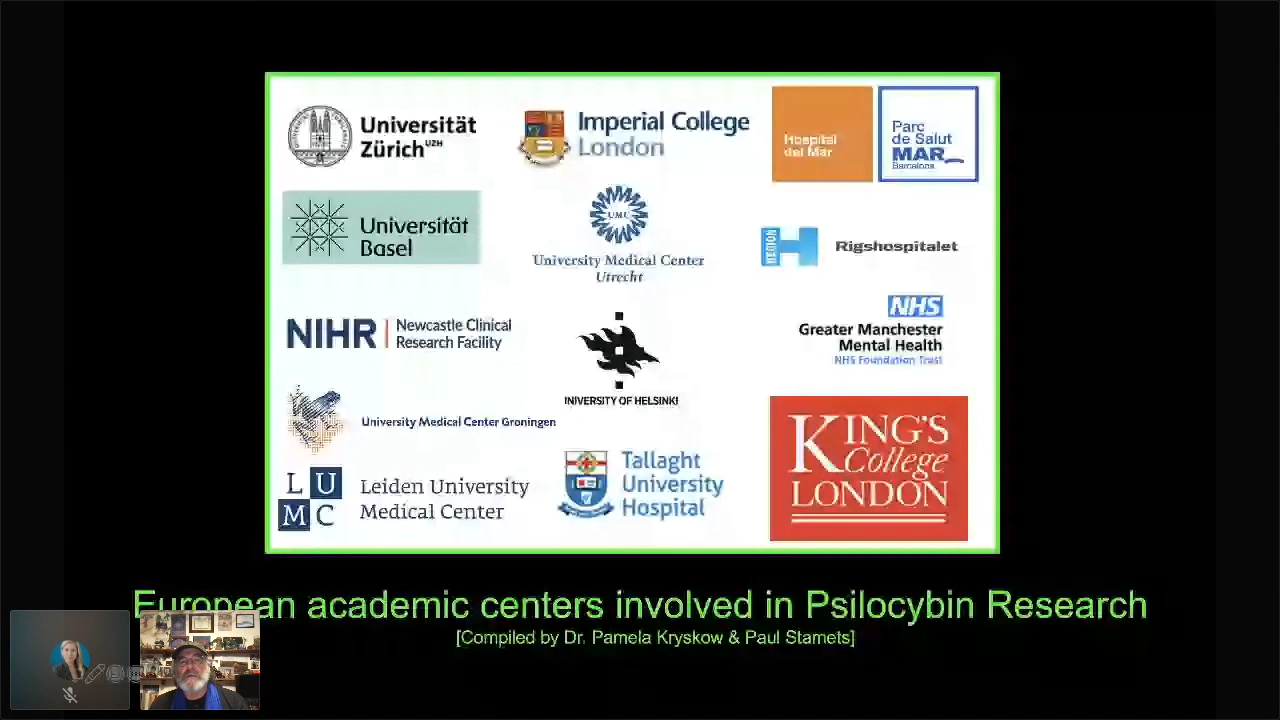 Universität
Zürich UZH
Imperial College
London
Hospital
del Mar
Parc
de Salut
MAR
Barcelona
Universität
Basel
UMC
University Medical Center
Utrecht
Rigshospitalet
NIHR
Newcastle Clinical
Research Facility
NHS
Greater Manchester
Mental Health
NHS Foundation Trust
INIVERSITY OF HELSINKI
University Medical Center Groningen
L U
M C
Leiden University
Medical Center
Tallaght
University
Hospital
KING'S
College
LONDON
European academic centers involved in Psilocybin Research
[Compiled by Dr. Pamela Kryskow & Paul Stamets]